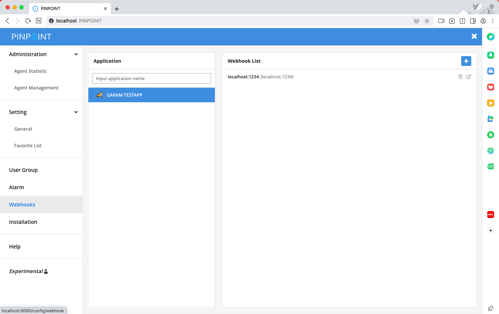 PINPOINT
localhost PINPOINT
PINPOINT
Administration
Agent Statistic
Agent Management
Setting
General
Favorite List
User Group
Alarm
Webhooks
Installation
Help
Experimental
Application
Input application name
GARAM-TESTAPP
Webhook List
localhost:1234 (localhost:1234)
localhost:8080/config/webhook